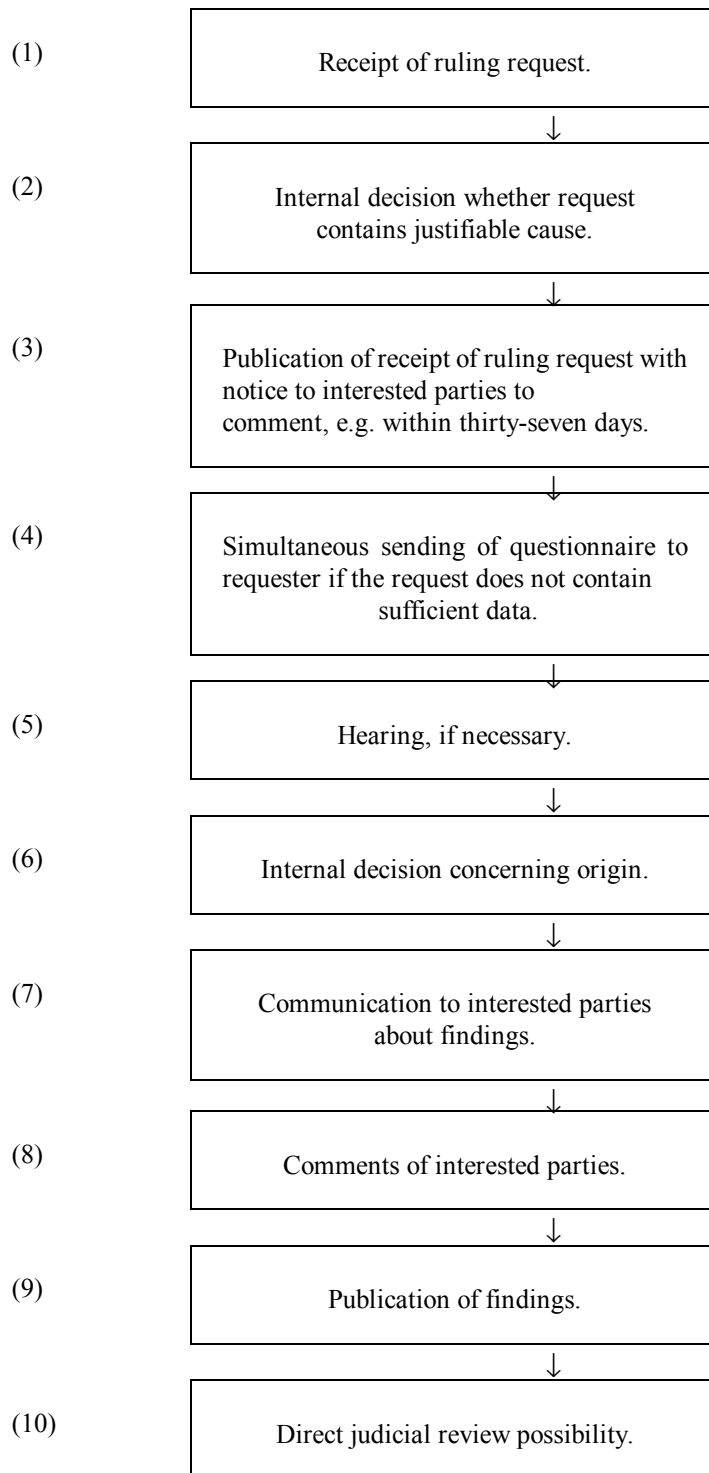 (1)
Receipt of ruling request.
↓
(2)
Internal decision whether request
contains justifiable cause.
↓
(3)
Publication of receipt of ruling request with
notice to interested parties to
comment, e.g. within thirty-seven days.
↓
(4)
Simultaneous sending of questionnaire to
requester if the request does not contain
sufficient data.
↓
(5)
Hearing, if necessary.
↓
(6)
Internal decision concerning origin.
↓
(7)
Communication to interested parties
about findings.
↓
(8)
Comments of interested parties.
↓
(9)
Publication of findings.
↓
(10)
Direct judicial review possibility.